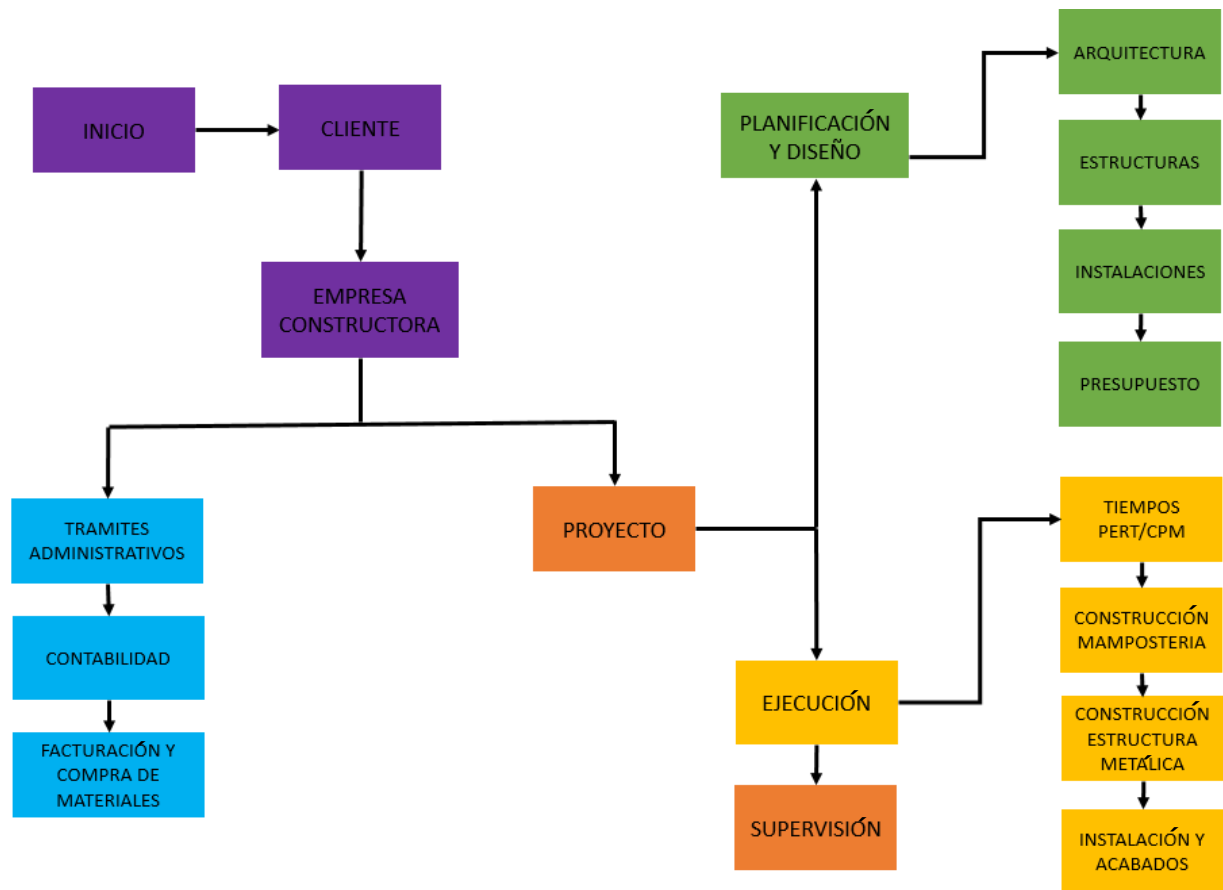 INICIO
CLIENTE
EMPRESA
CONSTRUCTORA
TRAMITES
ADMINISTRATIVOS
CONTABILIDAD
FACTURACIÓN Y
COMPRA DE
MATERIALES
PROYECTO
PLANIFICACIÓN
Y DISEÑO
ARQUITECTURA
ESTRUCTURAS
INSTALACIONES
PRESUPUESTO
EJECUCIÓN
SUPERVISIÓN
TIEMPOS
PERT/CPM
CONSTRUCCIÓN
MAMPOSTERIA
CONSTRUCCIÓN
ESTRUCTURA
METÁLICA
INSTALACIÓN Y
ACABADOS